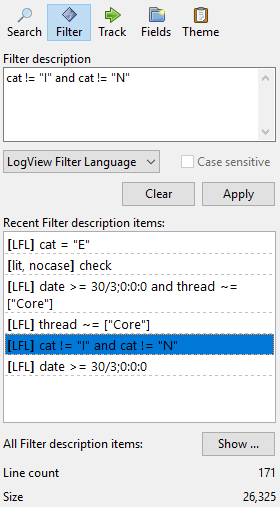 Search Filter Track Fields Theme
Filter description
cat != "I" and cat != "N"
LogView Filter Language Case sensitive
Clear Apply
Recent Filter description items:
[LFL] cat = "E"
[lit, nocase] check
[LFL] date >= 30/3;0:0:0 and thread ~=
["Core"]
[LFL] thread ~= ["Core"]
[LFL] cat != "I" and cat != "N"
[LFL] date >= 30/3;0:0:0
All Filter description items: Show ...
Line count 171
Size 26,325